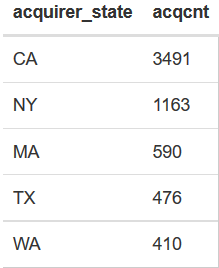 acquirer_state acqcnt
CA 3491
NY 1163
MA 590
TX 476
WA 410